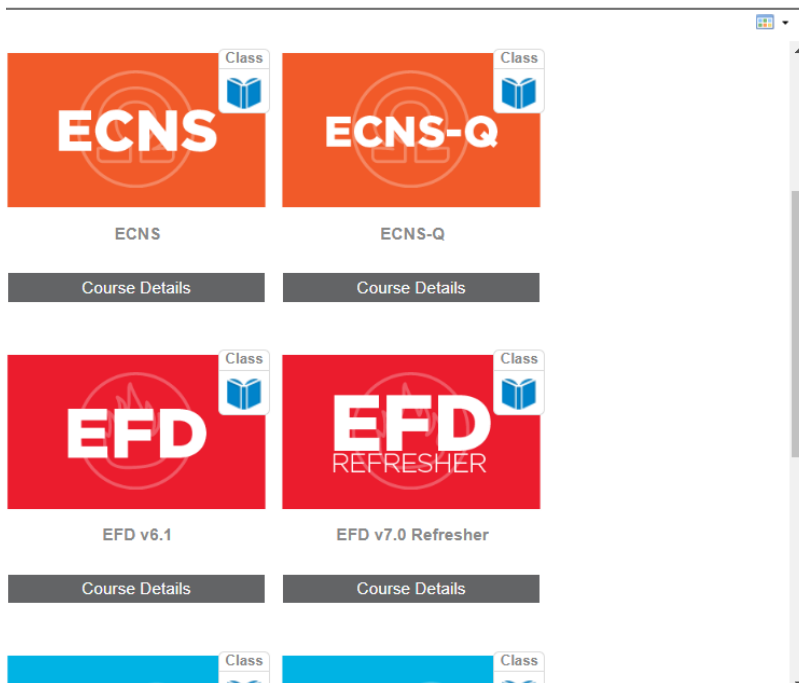 Class
Class
ECNS
ECNS-Q
ECNS
ECNS-Q
Course Details
Course Details
Class
Class
EFD
EFD
REFRESHER
EFD v6.1
EFD v7.0 Refresher
Course Details
Course Details
Class
Class